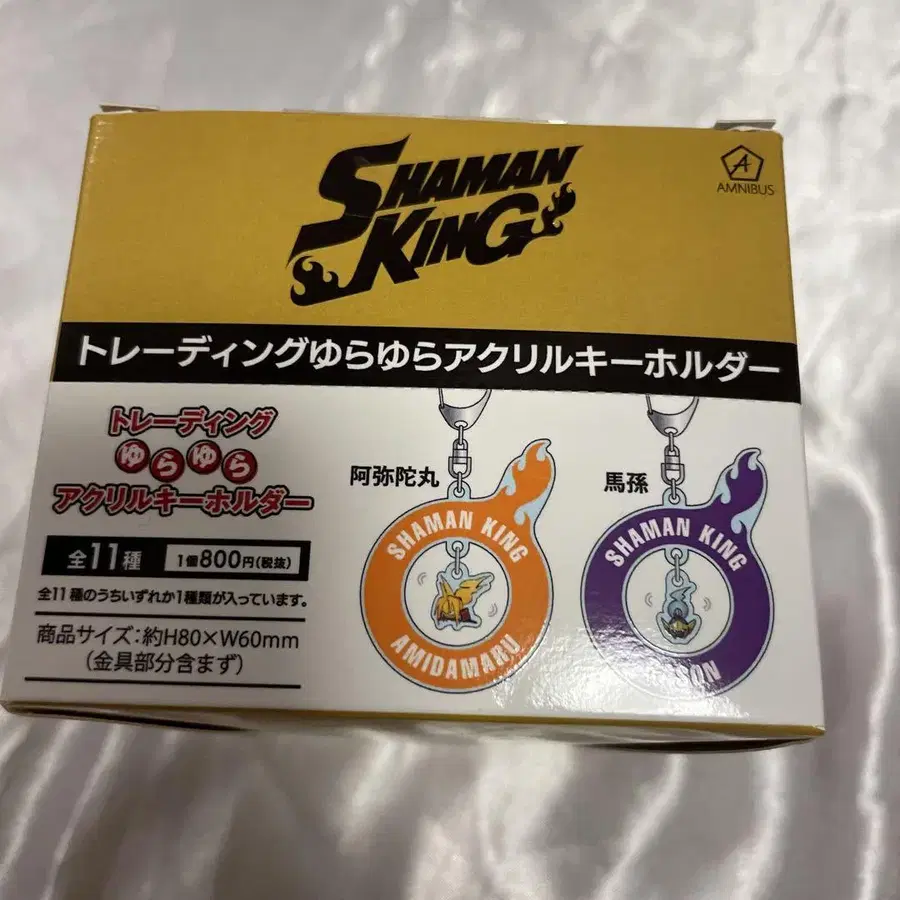 SHAMAN
KING
AMNIBUS
トレーディングゆらゆらアクリルキーホルダー
トレーディング
ゆらゆら
アクリルキーホルダー
全11種
1個800円(税抜)
全11種のうちいずれか1種類が入っています。
商品サイズ:約H80×W60mm
(金具部分含まず)
阿弥陀丸
SHAMAN KING
AMIDAMARU
馬孫
SHAMAN KING